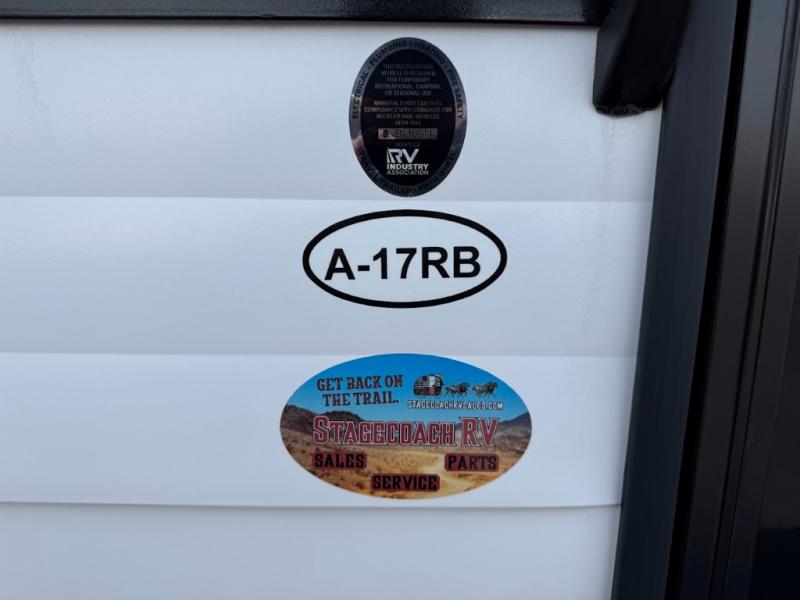 ELECTRICAL • PLUMBING • HEATING • FIRE SAFETY
THIS RECREATIONAL
VEHICLE IS DESIGNED
FOR TEMPORARY
RECREATIONAL, CAMPING,
OR SEASONAL USE
MANUFACTURER CERTIFIES
COMPLIANCE WITH STANDARD FOR
RECREATIONAL VEHICLES
RV
INDUSTRY
ASSOCIATION
A-17RB
GET BACK ON
THE TRAIL.
STAGECOACHRVSALES.COM
STAGECOACH RV
SALES
PARTS
SERVICE